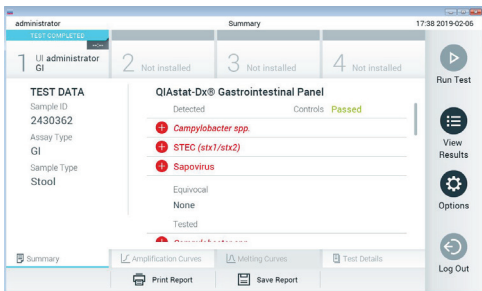 administrator
Summary
17:38 2019-02-06
TEST COMPLETED
--:--
1 UI administrator GI
2 Not installed
3 Not installed
4 Not installed
Run Test
TEST DATA
Sample ID
2430362
Assay Type
GI
Sample Type
Stool
QIAstat-Dx® Gastrointestinal Panel
Detected
Controls Passed
Campylobacter spp.
STEC (stx1/stx2)
Sapovirus
Equivocal
None
Tested
Campylobacter spp.
View Results
Options
Log Out
Summary
Amplification Curves
Melting Curves
Test Details
Print Report
Save Report